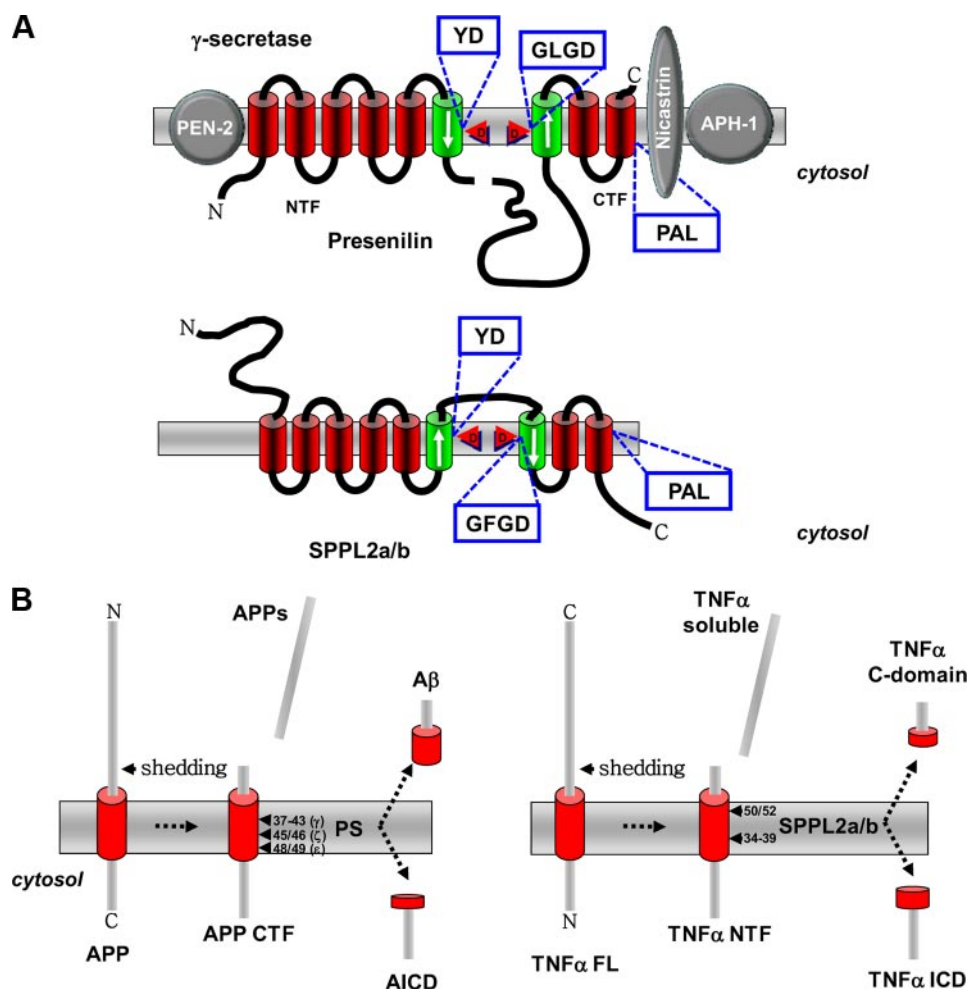 A
γ-secretase
YD
GLGD
C
PEN-2
Nicastrin
APH-1
cytosol
N
NTF
CTF
Presenilin
PAL
D
D
N
YD
D
D
PAL
GFGD
C
SPPL2a/b
cytosol
B
N
APPs
Aβ
shedding
37-43 (γ)
45/46 (ζ)
48/49 (ε)
PS
cytosol
C
APP
APP CTF
AICD
C
TNFα
soluble
TNFα
C-domain
shedding
50/52
SPPL2a/b
34-39
N
TNFα FL
TNFα NTF
TNFα ICD